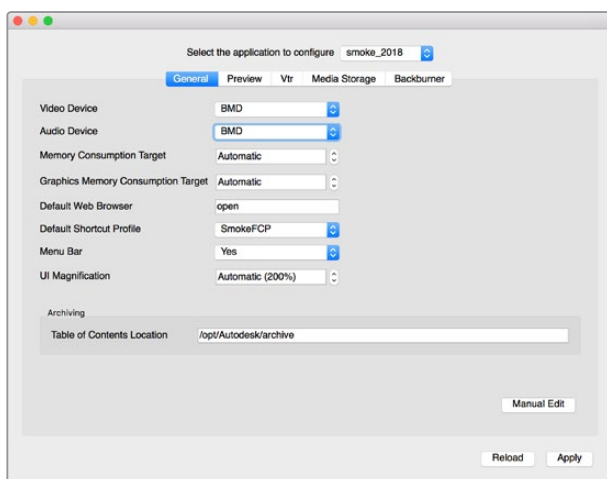 Select the application to configure smoke_2018
General Preview Vtr Media Storage Backburner
Video Device BMD
Audio Device BMD
Memory Consumption Target Automatic
Graphics Memory Consumption Target Automatic
Default Web Browser open
Default Shortcut Profile SmokeFCP
Menu Bar Yes
UI Magnification Automatic (200%)
Archiving
Table of Contents Location /opt/Autodesk/archive
Manual Edit
Reload Apply